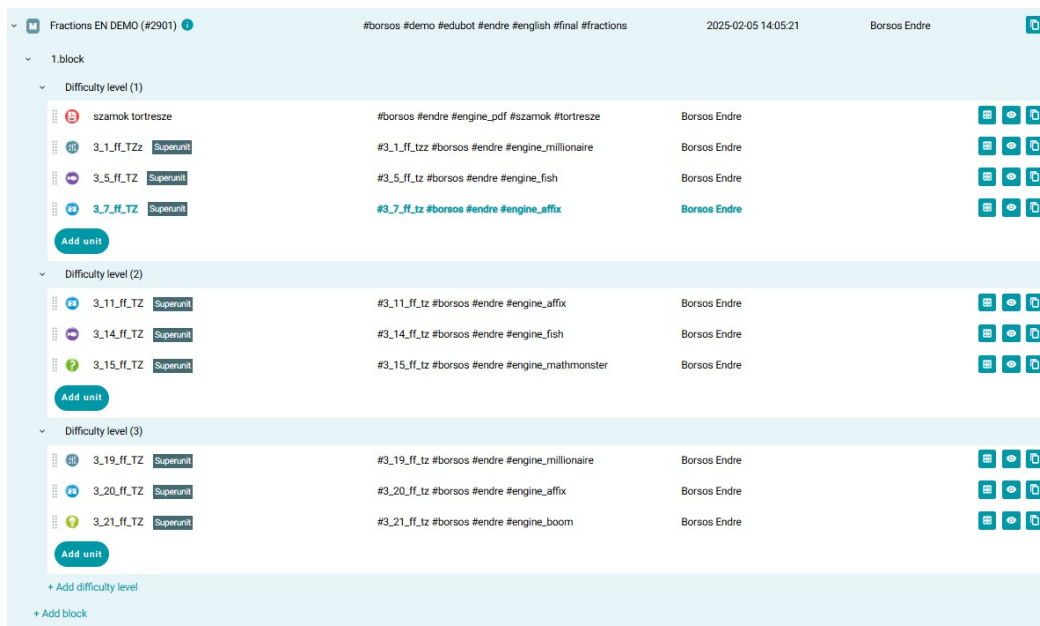 M Fractions EN DEMO (#2901) i #borsos #demo #edubot #endre #english #final #fractions 2025-02-05 14:05:21 Borsos Endre
1.block
Difficulty level (1)
szamok tortresze #borsos #endre #engine_pdf #szamok #tortresze Borsos Endre
3_1_ff_TZz Superunit #3_1_ff_tzz #borsos #endre #engine_millionaire Borsos Endre
3_5_ff_TZ Superunit #3_5_ff_tz #borsos #endre #engine_fish Borsos Endre
3_7_ff_TZ Superunit #3_7_ff_tz #borsos #endre #engine_affix Borsos Endre
Add unit
Difficulty level (2)
3_11_ff_TZ Superunit #3_11_ff_tz #borsos #endre #engine_affix Borsos Endre
3_14_ff_TZ Superunit #3_14_ff_tz #borsos #endre #engine_fish Borsos Endre
? 3_15_ff_TZ Superunit #3_15_ff_tz #borsos #endre #engine_mathmonster Borsos Endre
Add unit
Difficulty level (3)
3_19_ff_TZ Superunit #3_19_ff_tz #borsos #endre #engine_millionaire Borsos Endre
3_20_ff_TZ Superunit #3_20_ff_tz #borsos #endre #engine_affix Borsos Endre
3_21_ff_TZ Superunit #3_21_ff_tz #borsos #endre #engine_boom Borsos Endre
Add unit
+ Add difficulty level
+ Add block